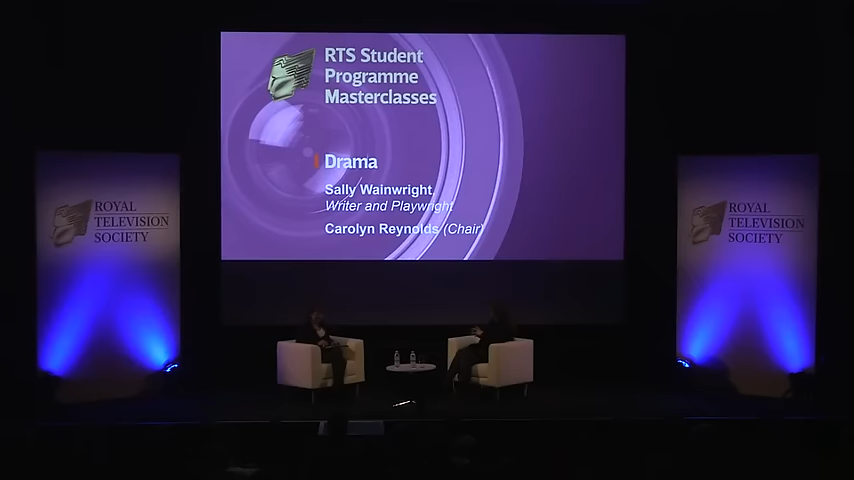 RTS Student
Programme
Masterclasses
Drama
Sally Wainwright,
Writer and Playwright
Carolyn Reynolds (Chair)
ROYAL
TELEVISION
SOCIETY
ROYAL
TELEVISION
SOCIETY